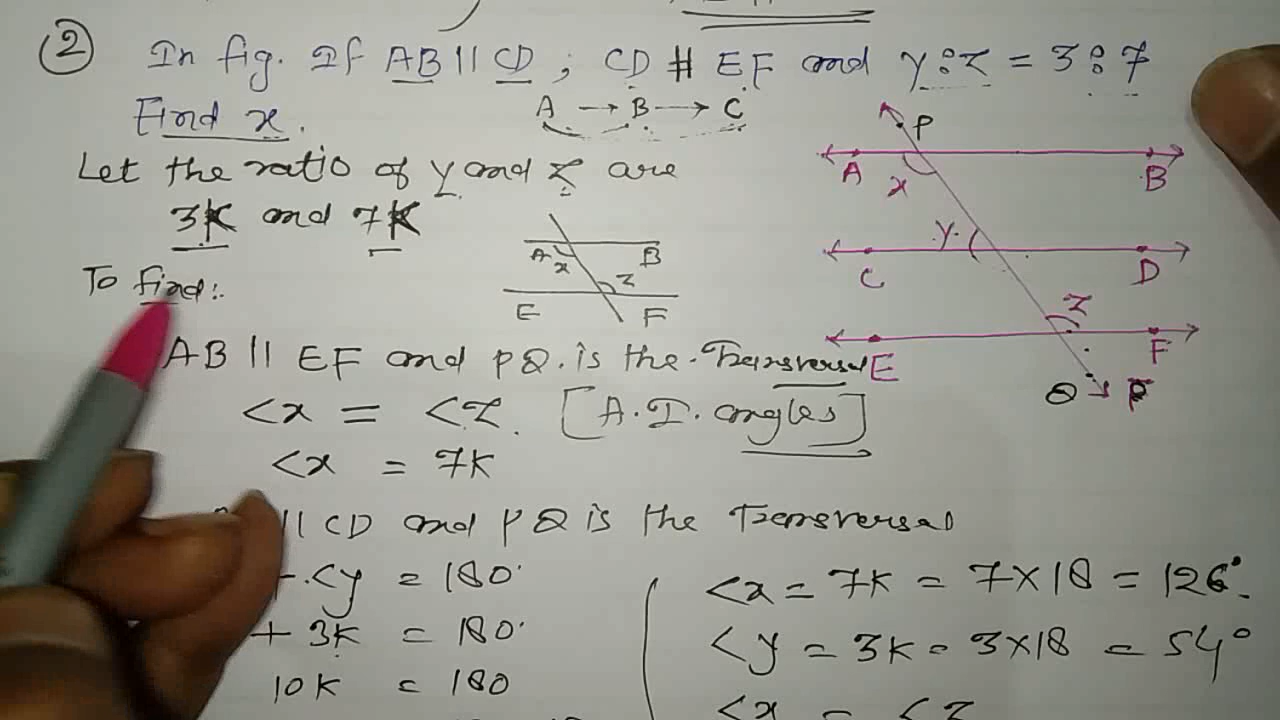 ② In fig. If AB || CD ; CD # EF and y:z = 3:7
Find x.
A → B → C
Let the ratio of y and z are
3K and 7K
To find:
A B
x
z
E F
AB || EF and PQ. is the Transversal
<x = <z. [A.I. angles]
<x = 7K
|| CD and PQ is the Transversal
+ <y = 180°
+ 3K = 180°
10K = 180
<x = 7K = 7×18 = 126°
<y = 3K = 3×18 = 54°
<x = <z
P
A B
x
y
C D
z
E F
Q